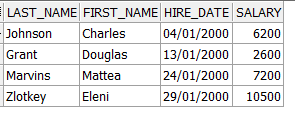 LAST_NAME FIRST_NAME HIRE_DATE SALARY
Johnson Charles 04/01/2000 6200
Grant Douglas 13/01/2000 2600
Marvins Mattea 24/01/2000 7200
Zlotkey Eleni 29/01/2000 10500